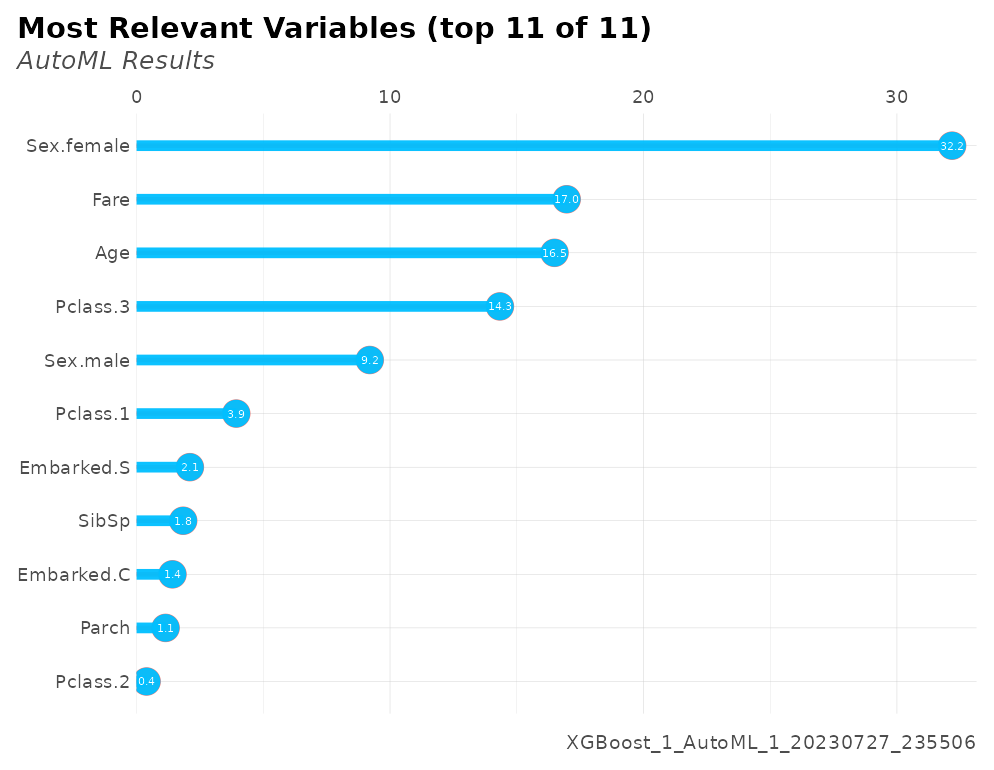 Most Relevant Variables (top 11 of 11)
AutoML Results
0 10 20 30
Sex.female 32.2
Fare 17.0
Age 16.5
Pclass.3 14.3
Sex.male 9.2
Pclass.1 3.9
Embarked.S 2.1
SibSp 1.8
Embarked.C 1.4
Parch 1.1
Pclass.2 0.4
XGBoost_1_AutoML_1_20230727_235506